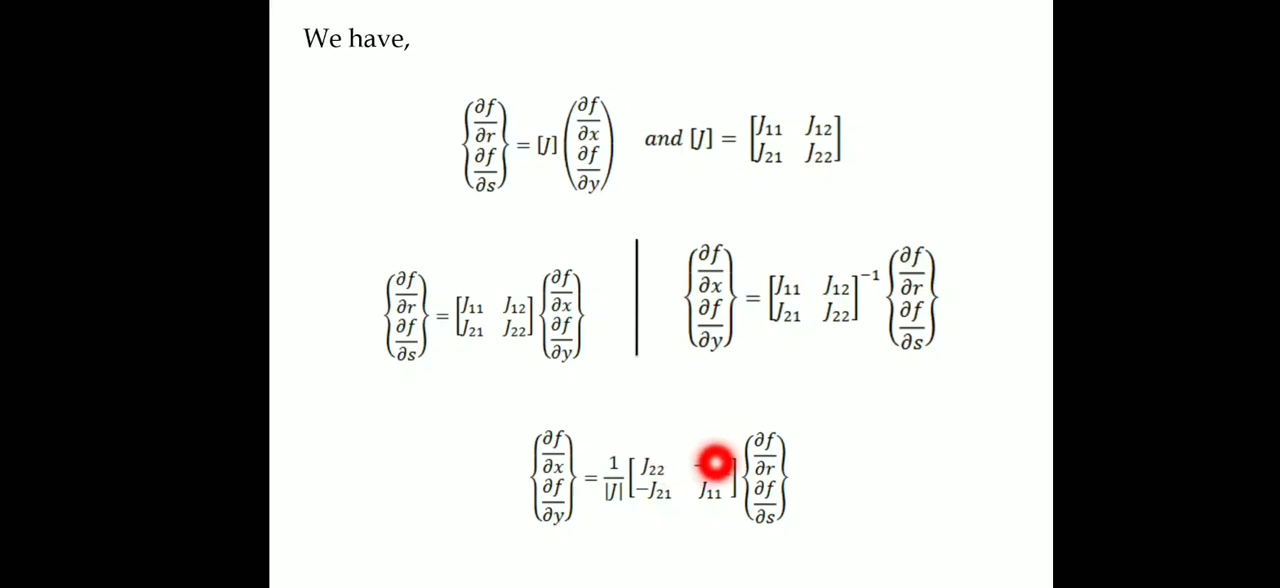 We have,
{∂f/∂r ∂f/∂s} = [J] (∂f/∂x ∂f/∂y) and [J] = [J₁₁ J₁₂ J₂₁ J₂₂]
{∂f/∂r ∂f/∂s} = [J₁₁ J₁₂ J₂₁ J₂₂] {∂f/∂x ∂f/∂y} | {∂f/∂x ∂f/∂y} = [J₁₁ J₁₂ J₂₁ J₂₂]⁻¹ {∂f/∂r ∂f/∂s}
{∂f/∂x ∂f/∂y} = 1/|J| [J₂₂ −J₂₁ J₁₁] {∂f/∂r ∂f/∂s}